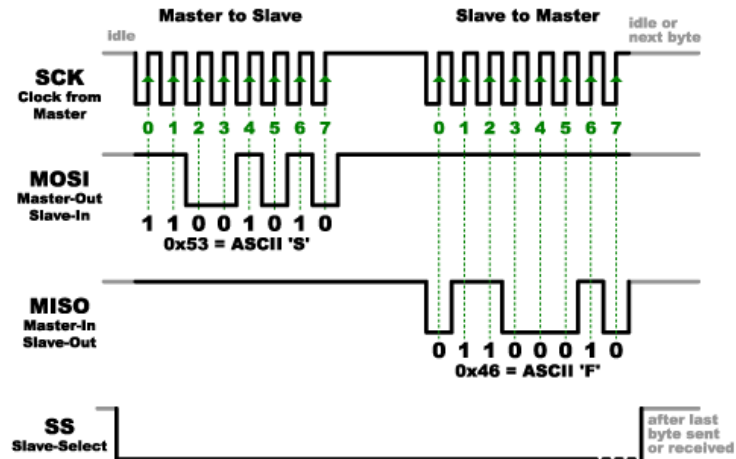 Master to Slave
Slave to Master
idle
idle or
next byte
SCK
Clock from
Master
0 1 2 3 4 5 6 7
0 1 2 3 4 5 6 7
MOSI
Master-Out
Slave-In
1 1 0 0 1 0 1 0
0x53 = ASCII 'S'
MISO
Master-In
Slave-Out
0 1 1 0 0 0 1 0
0x46 = ASCII 'F'
SS
Slave-Select
after last
byte sent
or received